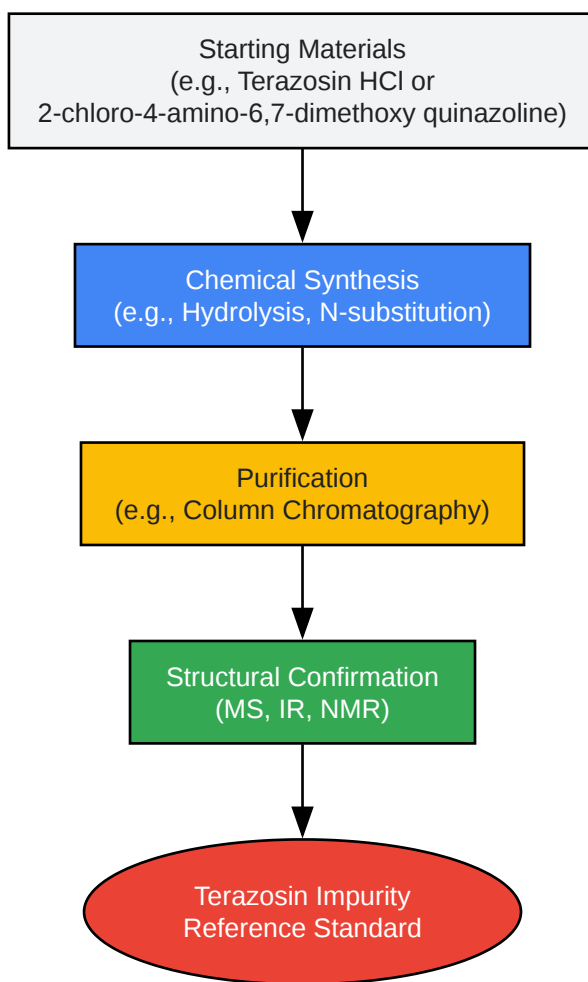 Starting Materials
(e.g., Terazosin HCl or
2-chloro-4-amino-6,7-dimethoxy quinazoline)
Chemical Synthesis
(e.g., Hydrolysis, N-substitution)
Purification
(e.g., Column Chromatography)
Structural Confirmation
(MS, IR, NMR)
Terazosin Impurity
Reference Standard